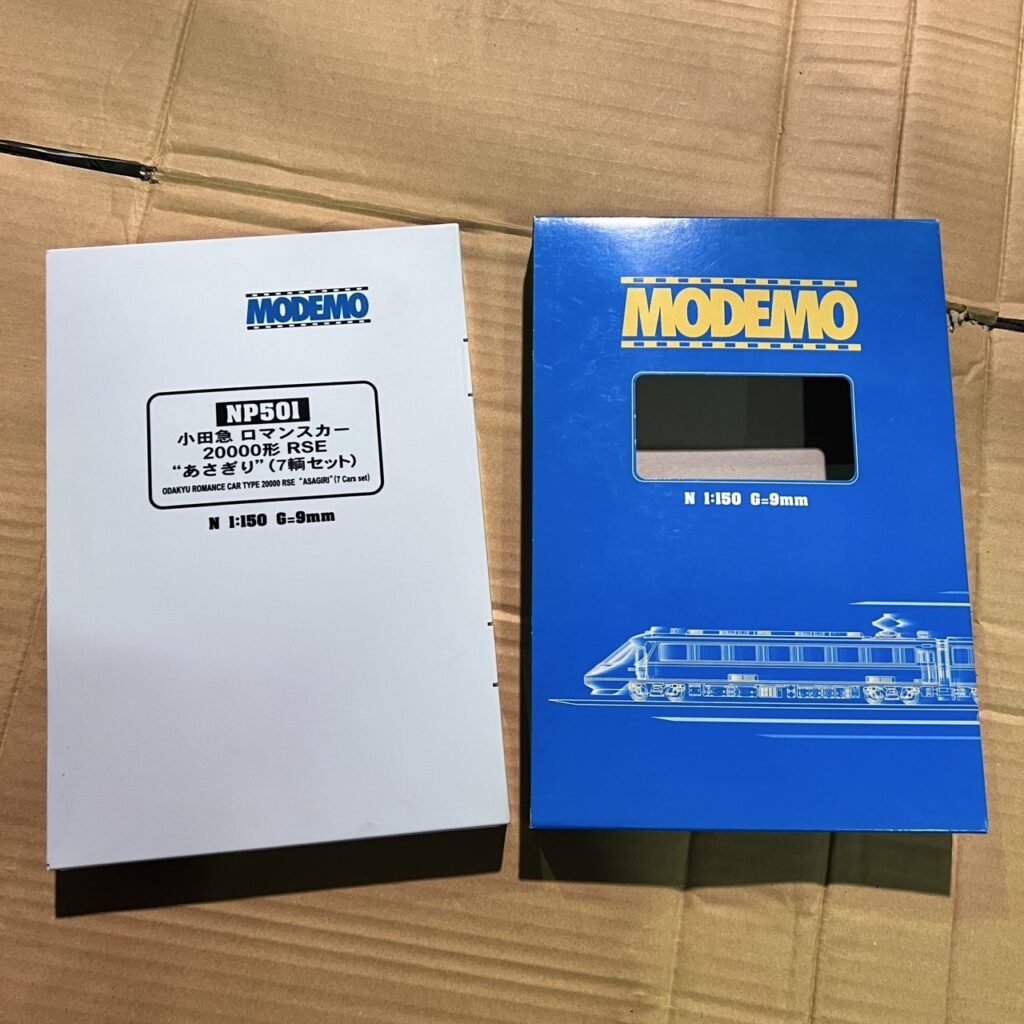 MODEMO
NP501
小田急 ロマンスカー
20000形 RSE
“あさぎり”(7輌セット)
ODAKYU ROMANCE CAR TYPE 20000 RSE “ASAGIRI”(7 Cars set)
N 1:150 G=9mm
MODEMO
N 1:150 G=9mm